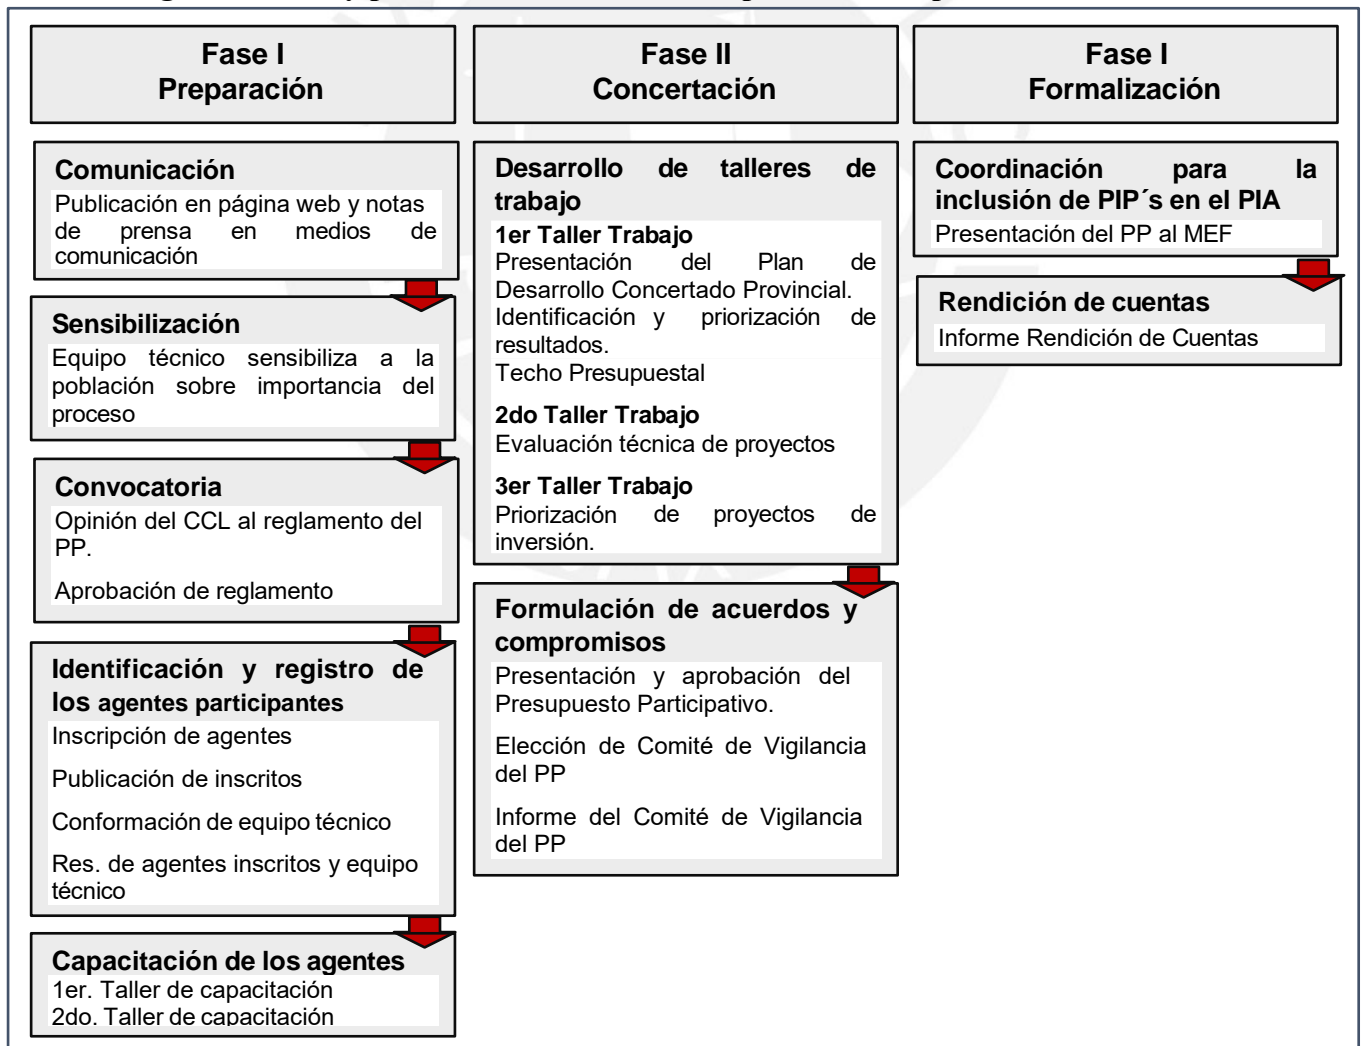 Fase I
Preparación
Comunicación
Publicación en página web y notas
de prensa en medios de
comunicación
Sensibilización
Equipo técnico sensibiliza a la
población sobre importancia del
proceso
Convocatoria
Opinión del CCL al reglamento del
PP.
Aprobación de reglamento
Identificación y registro de
los agentes participantes
Inscripción de agentes
Publicación de inscritos
Conformación de equipo técnico
Res. de agentes inscritos y equipo
técnico
Capacitación de los agentes
1er. Taller de capacitación
2do. Taller de capacitación
Fase II
Concertación
Desarrollo de talleres de
trabajo
1er Taller Trabajo
Presentación del Plan de
Desarrollo Concertado Provincial.
Identificación y priorización de
resultados.
Techo Presupuestal
2do Taller Trabajo
Evaluación técnica de proyectos
3er Taller Trabajo
Priorización de proyectos de
inversión.
Formulación de acuerdos y
compromisos
Presentación y aprobación del
Presupuesto Participativo.
Elección de Comité de Vigilancia
del PP
Informe del Comité de Vigilancia
del PP
Fase I
Formalización
Coordinación para la
inclusión de PIP´s en el PIA
Presentación del PP al MEF
Rendición de cuentas
Informe Rendición de Cuentas